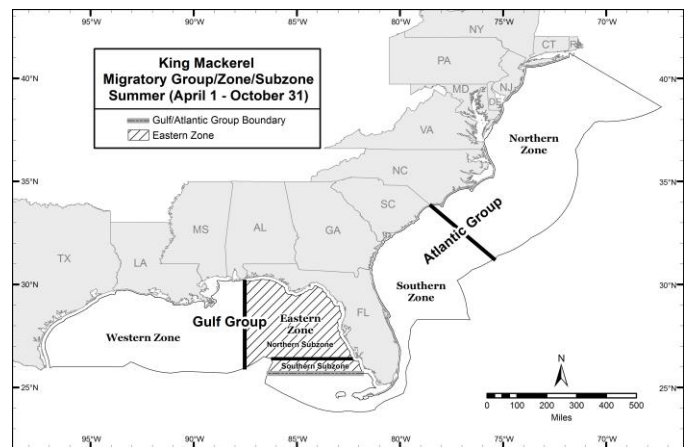 95°W
90°W
85°W
80°W
75°W
70°W
King Mackerel
Migratory Group/Zone/Subzone
Summer (April 1 - October 31)
Gulf/Atlantic Group Boundary
Eastern Zone
NY
CT
RI
PA
NJ
MD
DE
VA
NC
SC
GA
AL
MS
LA
TX
FL
40°N
40°N
35°N
35°N
30°N
30°N
25°N
25°N
Northern
Zone
Atlantic Group
Southern
Zone
Western Zone
Gulf Group
Eastern
Zone
Northern Subzone
Southern Subzone
N
0
100
200
300
400
500
Miles
95°W
90°W
85°W
80°W
75°W
70°W